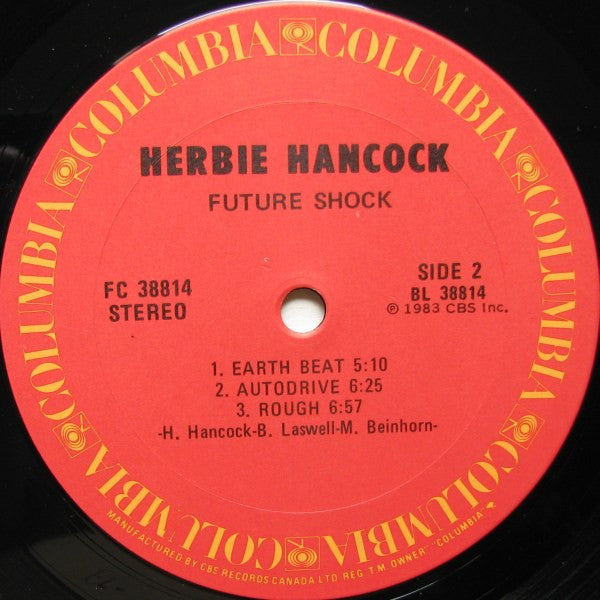 COLUMBIA COLUMBIA COLUMBIA COLUMBIA COLUMBIA COLUMBIA
HERBIE HANCOCK
FUTURE SHOCK
FC 38814
STEREO
SIDE 2
BL 38814
℗ 1983 CBS Inc.
1. EARTH BEAT 5:10
2. AUTODRIVE 6:25
3. ROUGH 6:57
-H. Hancock-B. Laswell-M. Beinhorn-
MANUFACTURED BY CBS RECORDS CANADA LTD REG. T.M. OWNER "COLUMBIA"